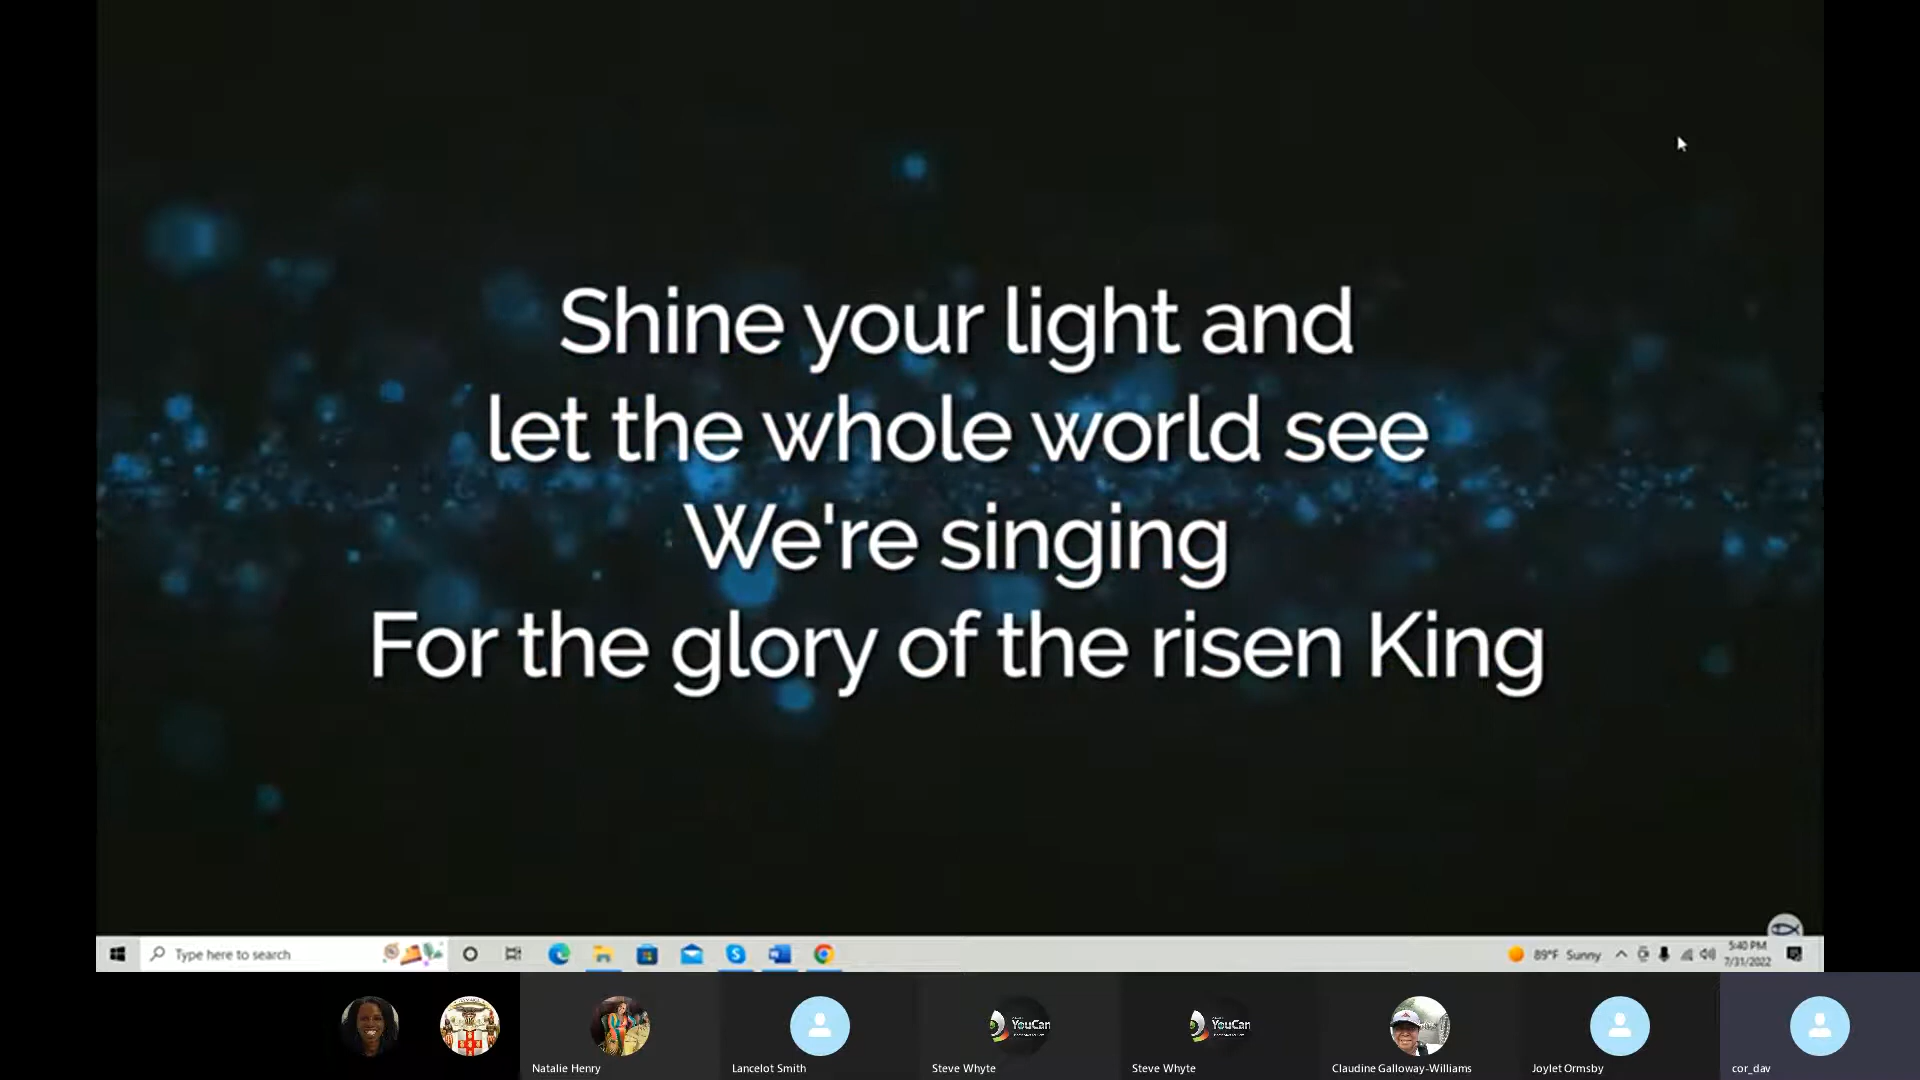 Shine your light and
let the whole world see
We're singing
For the glory of the risen King
Type here to search
89°F Sunny
5:40 PM
7/31/2022
YouCan
YouCan
Natalie Henry
Lancelot Smith
Steve Whyte
Steve Whyte
Claudine Galloway-Williams
Joylet Ormsby
cor_dav